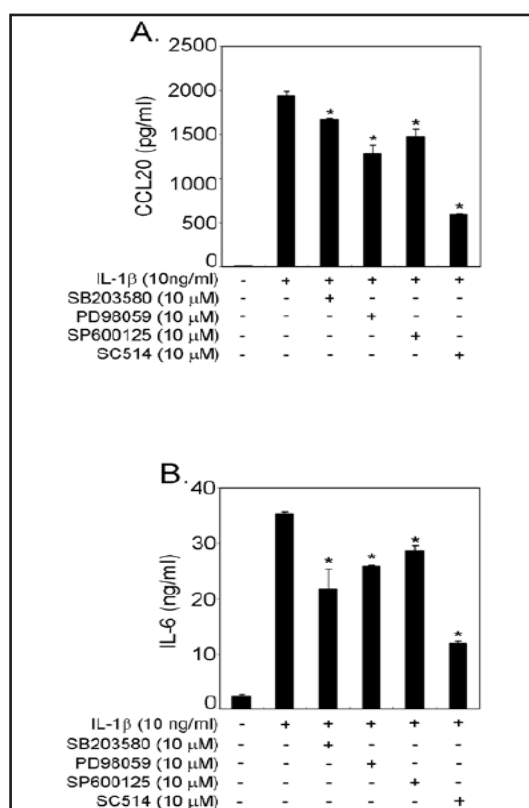 A.
2500
2000
1500
1000
500
0
CCL20 (pg/ml)
* * * *
IL-1β (10ng/ml) - + + + + +
SB203580 (10 μM) - - + - - -
PD98059 (10 μM) - - - + - -
SP600125 (10 μM) - - - - + -
SC514 (10 μM) - - - - - +
B.
40
30
20
10
0
IL-6 (ng/ml)
* * * *
IL-1β (10 ng/ml) - + + + + +
SB203580 (10 μM) - - + - - -
PD98059 (10 μM) - - - + - -
SP600125 (10 μM) - - - - + -
SC514 (10 μM) - - - - - +